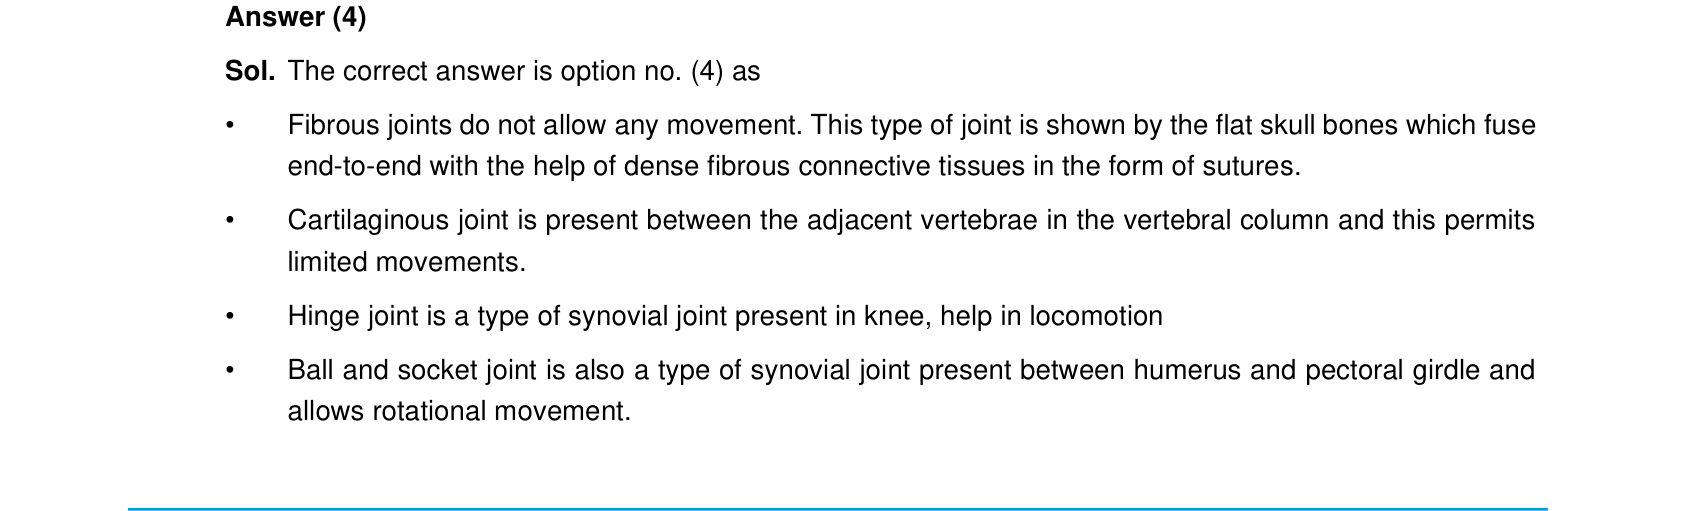 Answer (4)
Sol. The correct answer is option no. (4) as
• Fibrous joints do not allow any movement. This type of joint is shown by the flat skull bones which fuse
end-to-end with the help of dense fibrous connective tissues in the form of sutures.
• Cartilaginous joint is present between the adjacent vertebrae in the vertebral column and this permits
limited movements.
• Hinge joint is a type of synovial joint present in knee, help in locomotion
• Ball and socket joint is also a type of synovial joint present between humerus and pectoral girdle and
allows rotational movement.